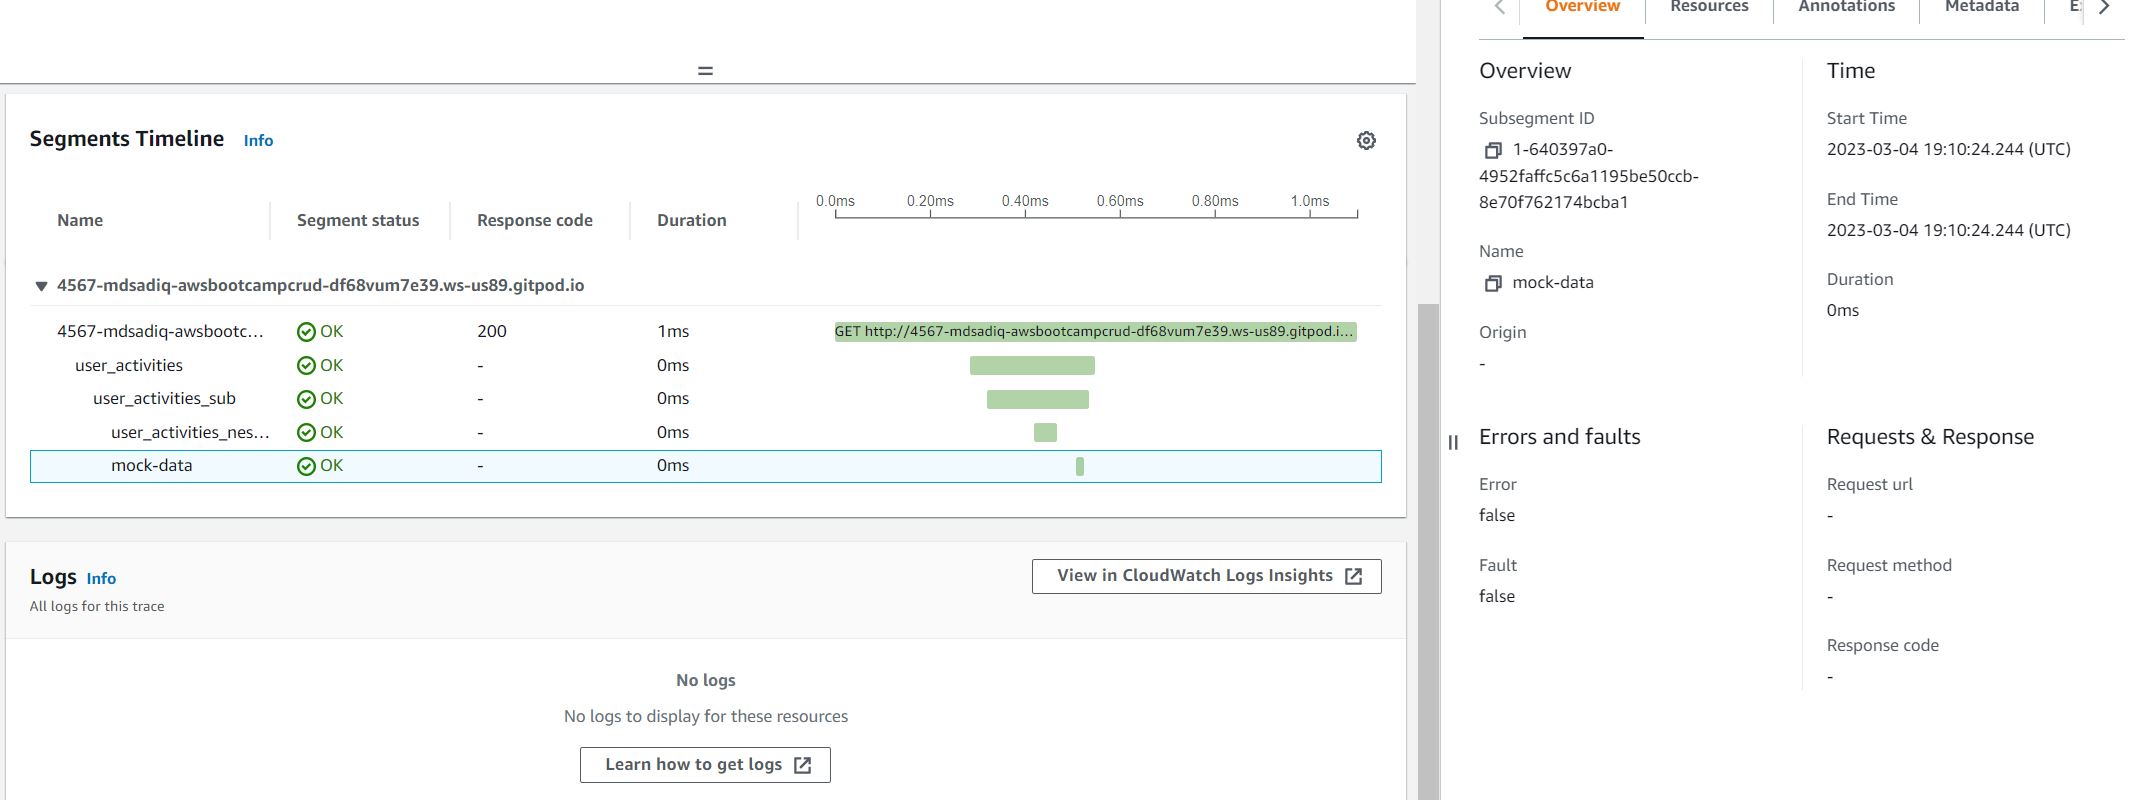 Segments Timeline Info
Name Segment status Response code Duration 0.0ms 0.20ms 0.40ms 0.60ms 0.80ms 1.0ms
4567-mdsadiq-awsbootcampcrud-df68vum7e39.ws-us89.gitpod.io
4567-mdsadiq-awsbootc... OK 200 1ms GET http://4567-mdsadiq-awsbootcampcrud-df68vum7e39.ws-us89.gitpod.i...
user_activities OK - 0ms
user_activities_sub OK - 0ms
user_activities_nes... OK - 0ms
mock-data OK - 0ms
Logs Info
All logs for this trace
View in CloudWatch Logs Insights
No logs
No logs to display for these resources
Learn how to get logs
Overview Resources Annotations Metadata
Overview
Subsegment ID
1-640397a0-
4952faffc5c6a1195be50ccb-
8e70f762174bcba1
Name
mock-data
Origin
-
Time
Start Time
2023-03-04 19:10:24.244 (UTC)
End Time
2023-03-04 19:10:24.244 (UTC)
Duration
0ms
Errors and faults
Error
false
Fault
false
Requests & Response
Request url
-
Request method
-
Response code
-